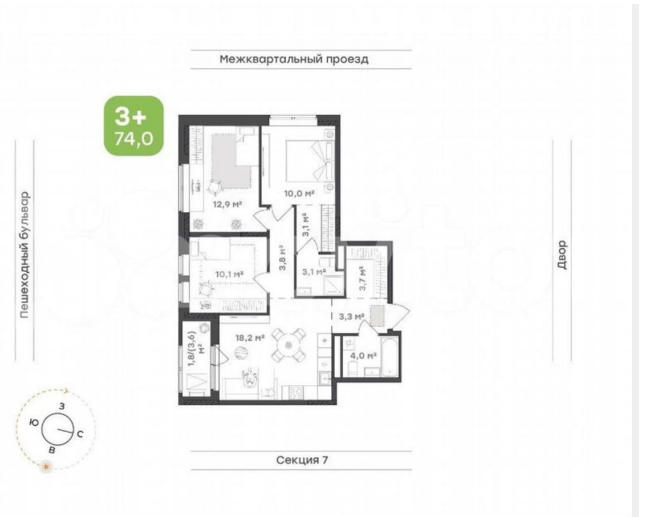 Межквартальный проезд
3+
74,0
12,9 м²
10,0 м²
3,1 м²
3,8 м²
3,1 м²
3,7 м²
10,1 м²
3,3 м²
18,2 м²
4,0 м²
1,8/(3,6) м²
Пешеходный бульвар
Двор
З
Ю
С
В
Секция 7